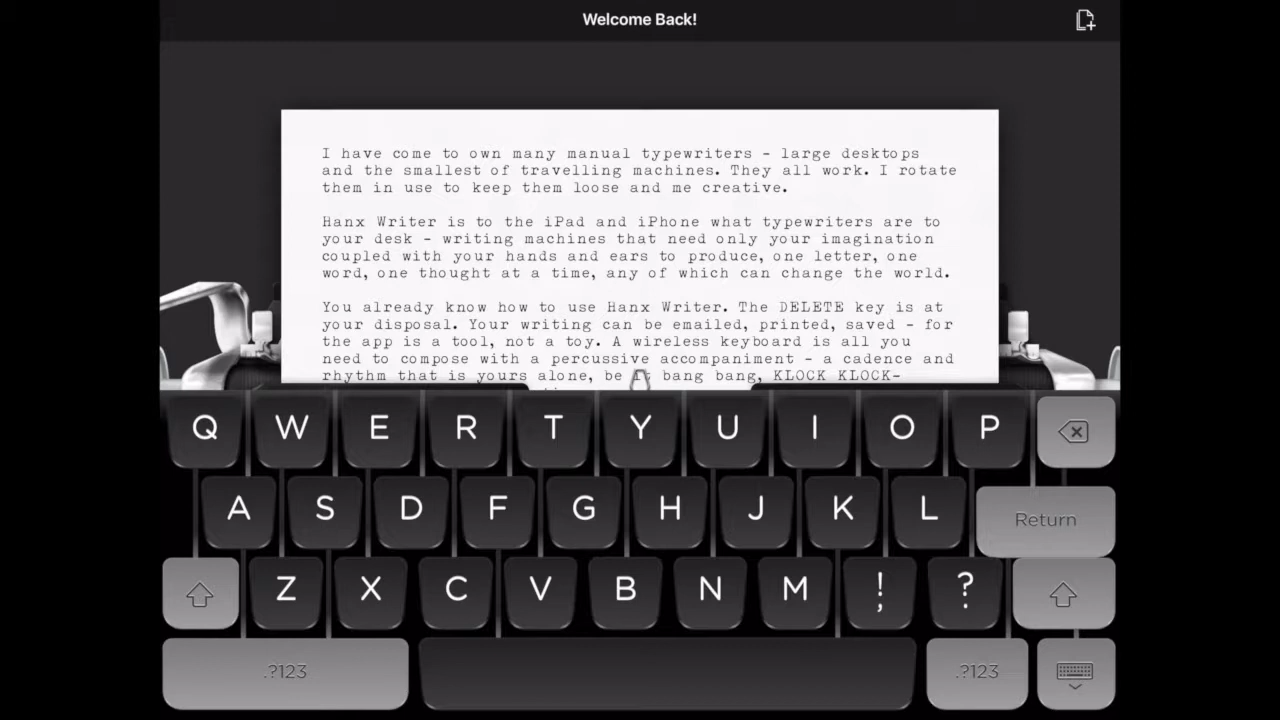 Welcome Back!
I have come to own many manual typewriters - large desktops
and the smallest of travelling machines. They all work. I rotate
them in use to keep them loose and me creative.
Hanx Writer is to the iPad and iPhone what typewriters are to
your desk - writing machines that need only your imagination
coupled with your hands and ears to produce, one letter, one
word, one thought at a time, any of which can change the world.
You already know how to use Hanx Writer. The DELETE key is at
your disposal. Your writing can be emailed, printed, saved - for
the app is a tool, not a toy. A wireless keyboard is all you
need to compose with a percussive accompaniment - a cadence and
rhythm that is yours alone, be bang bang, KLOCK KLOCK-
Q W E R T Y U I O P
A S D F G H J K L Return
Z X C V B N M ! , ? .
.?123 .?123